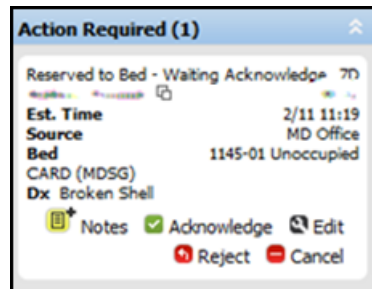 Action Required (1)
Reserved to Bed - Waiting Acknowledge 7D
Est. Time 2/11 11:19
Source MD Office
Bed 1145-01 Unoccupied
CARD (MDSG)
Dx Broken Shell
Notes Acknowledge Edit
Reject Cancel